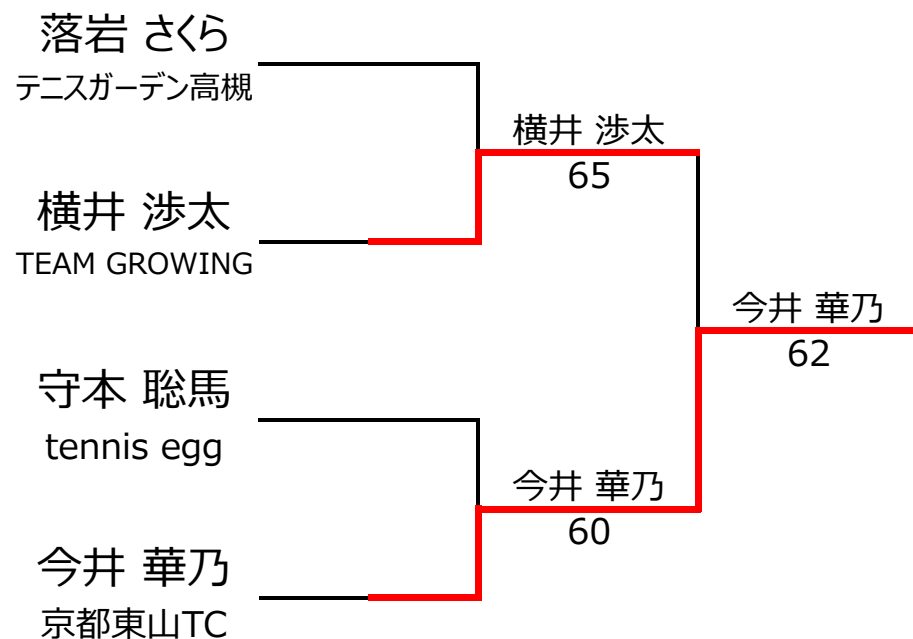 落岩 さくら
テニスガーデン高槻
横井 渉太
65
横井 渉太
TEAM GROWING
今井 華乃
62
守本 聡馬
tennis egg
今井 華乃
60
今井 華乃
京都東山TC